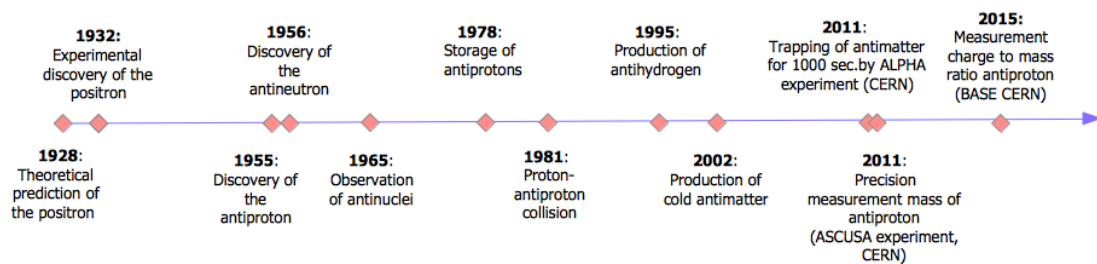 1932:
Experimental
discovery of the
positron
1956:
Discovery of
the
antineutron
1978:
Storage of
antiprotons
1995:
Production of
antihydrogen
2011:
Trapping of antimatter
for 1000 sec.by ALPHA
experiment (CERN)
2015:
Measurement
charge to mass
ratio antiproton
(BASE CERN)
1928:
Theoretical
prediction of
the positron
1955:
Discovery of
the
antiproton
1965:
Observation
of antinuclei
1981:
Proton-
antiproton
collision
2002:
Production of
cold antimatter
2011:
Precision
measurement mass of
antiproton
(ASCUSA experiment,
CERN)